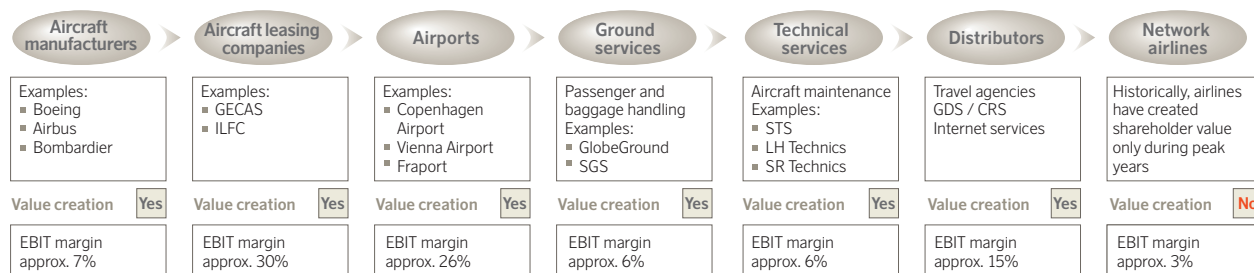 Aircraft
manufacturers
Aircraft leasing
companies
Airports
Ground
services
Technical
services
Distributors
Network
airlines
Examples:
Boeing
Airbus
Bombardier
Examples:
GECAS
ILFC
Examples:
Copenhagen
Airport
Vienna Airport
Fraport
Passenger and
baggage handling
Examples:
GlobeGround
SGS
Aircraft maintenance
Examples:
STS
LH Technics
SR Technics
Travel agencies
GDS / CRS
Internet services
Historically, airlines
have created
shareholder value
only during peak
years
Value creation Yes
Value creation Yes
Value creation Yes
Value creation Yes
Value creation Yes
Value creation Yes
Value creation No
EBIT margin
approx. 7%
EBIT margin
approx. 30%
EBIT margin
approx. 26%
EBIT margin
approx. 6%
EBIT margin
approx. 6%
EBIT margin
approx. 15%
EBIT margin
approx. 3%